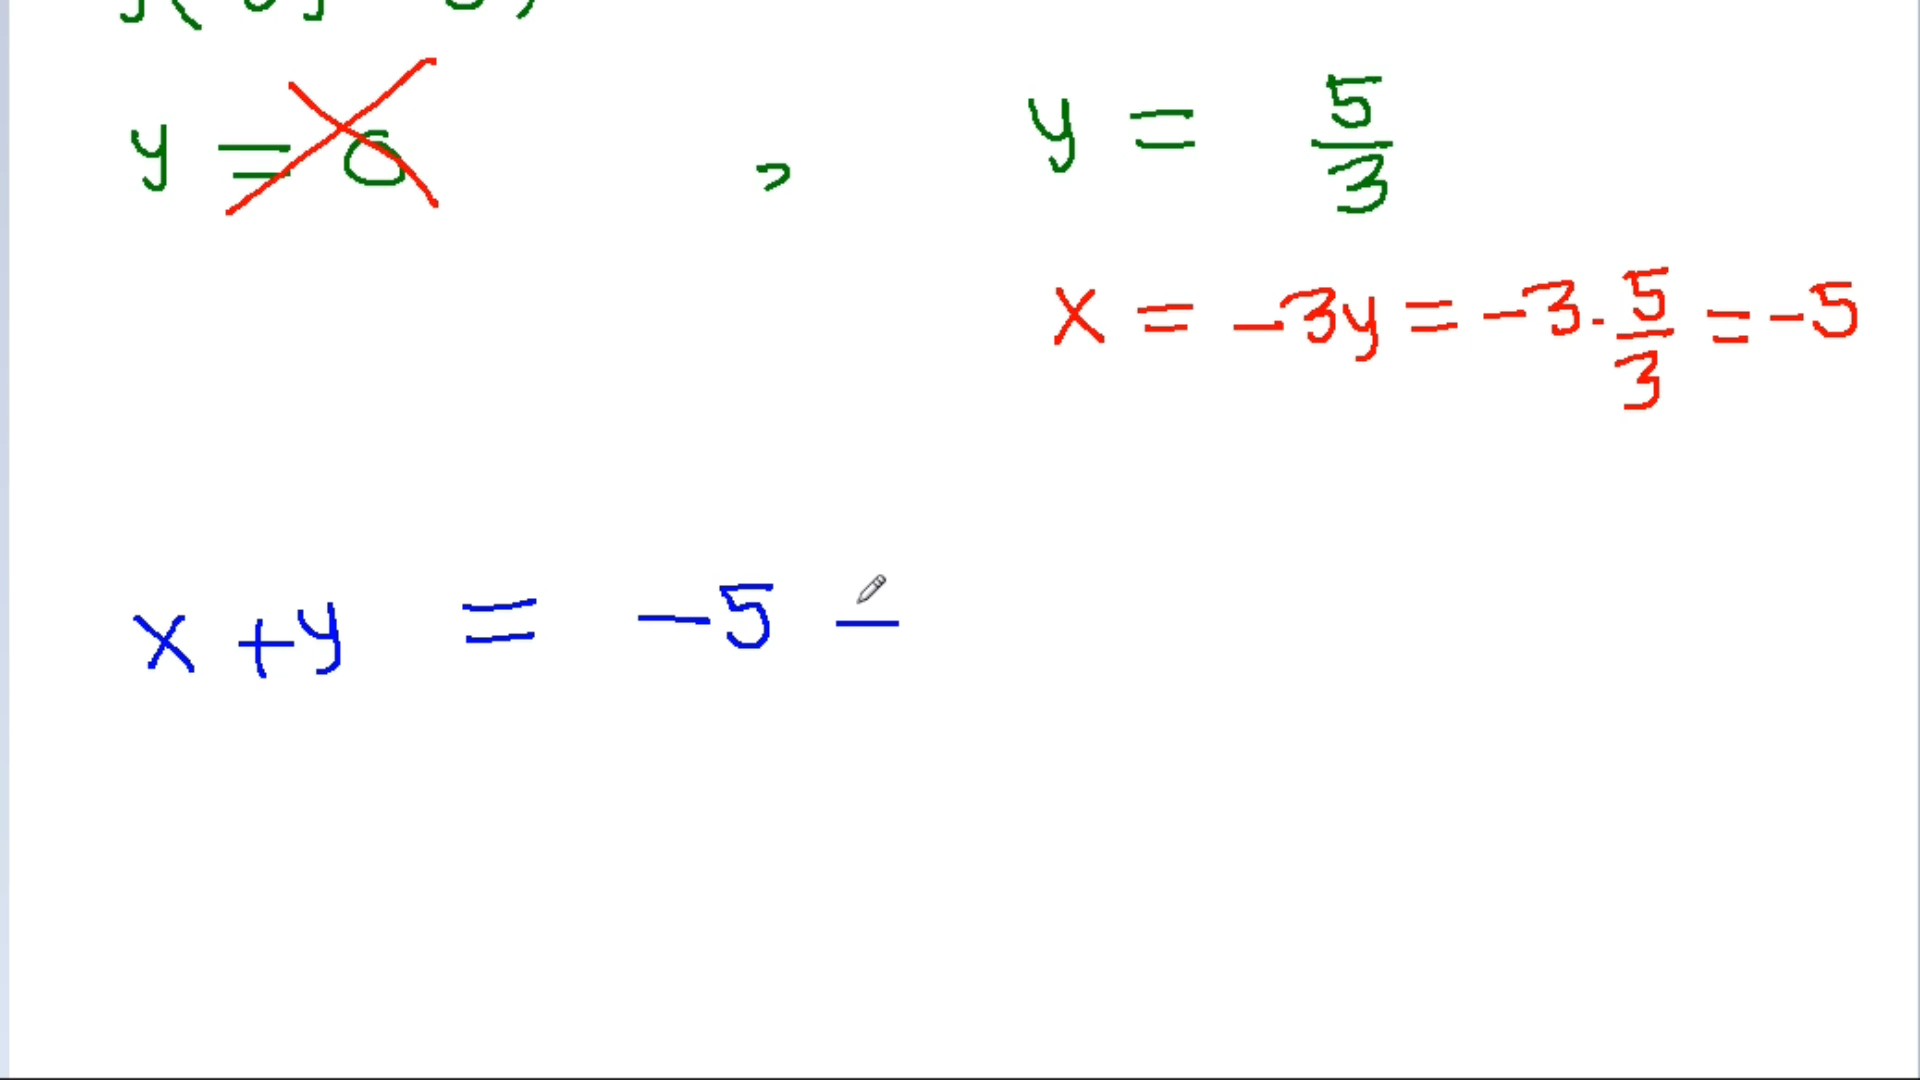 y = 0 , y = 5/3
x = -3y = -3 · 5/3 = -5
x + y = -5 –